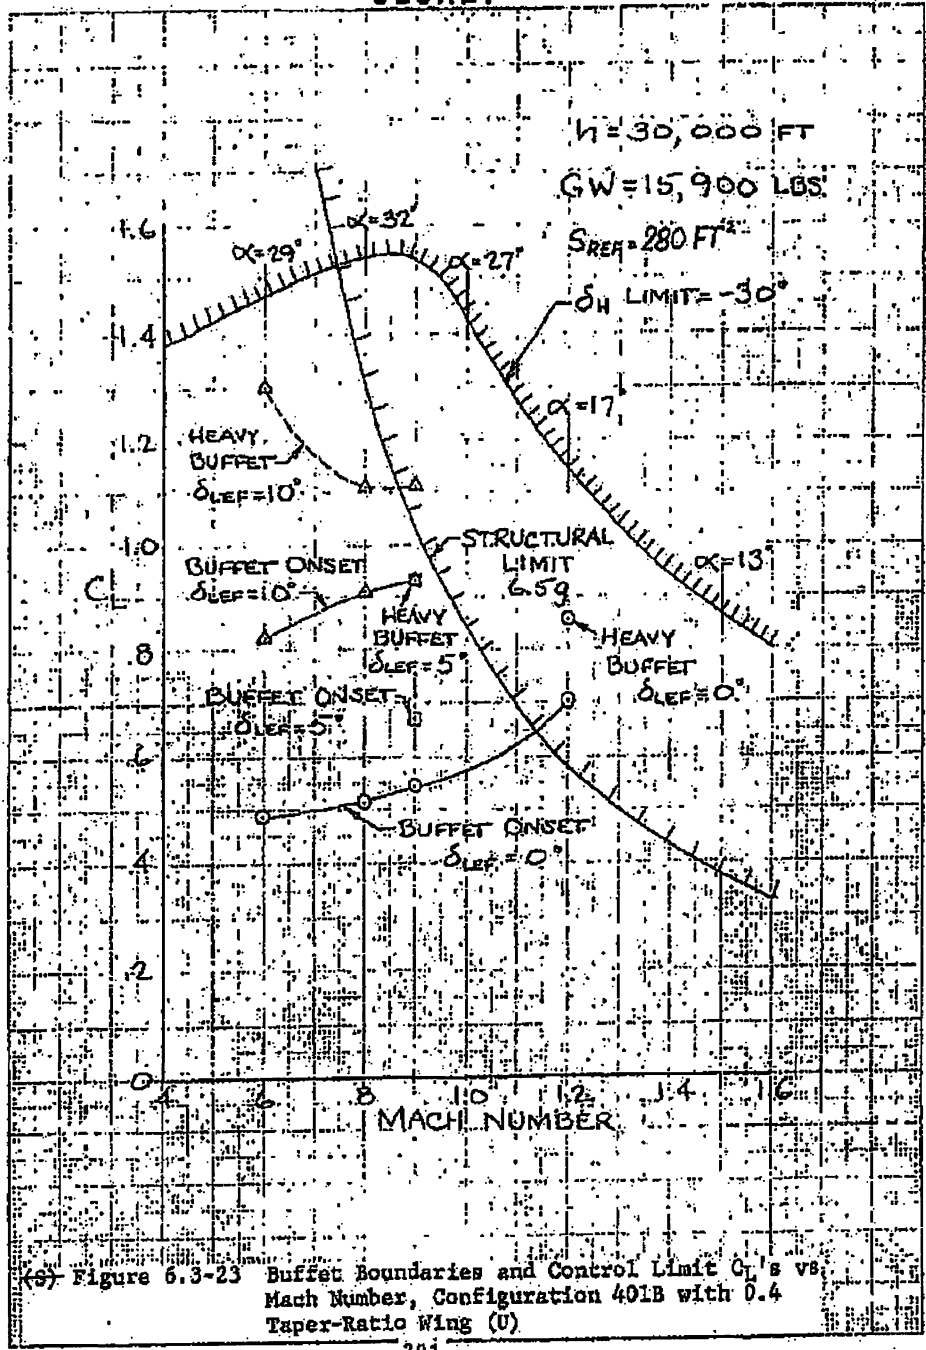 h = 30,000 FT
GW = 15,900 LBS
SREF = 280 FT²
δH LIMIT = -30°
α=29°
α=32°
α=27°
α=17°
α=13°
1.6
1.4
1.2
1.0
CL
.8
.6
.4
.2
0
HEAVY
BUFFET
δLEF=10°
BUFFET ONSET
δLEF=10°
STRUCTURAL
LIMIT
6.5g
HEAVY
BUFFET
δLEF=5°
HEAVY
BUFFET
δLEF=0°
BUFFET ONSET
δLEF=5°
BUFFET ONSET
δLEF=0°
.4 .6 .8 1.0 1.2 1.4 1.6
MACH NUMBER
(S) Figure 6.3-23 Buffet Boundaries and Control Limit CL's vs
Mach Number, Configuration 401B with 0.4
Taper-Ratio Wing (U)